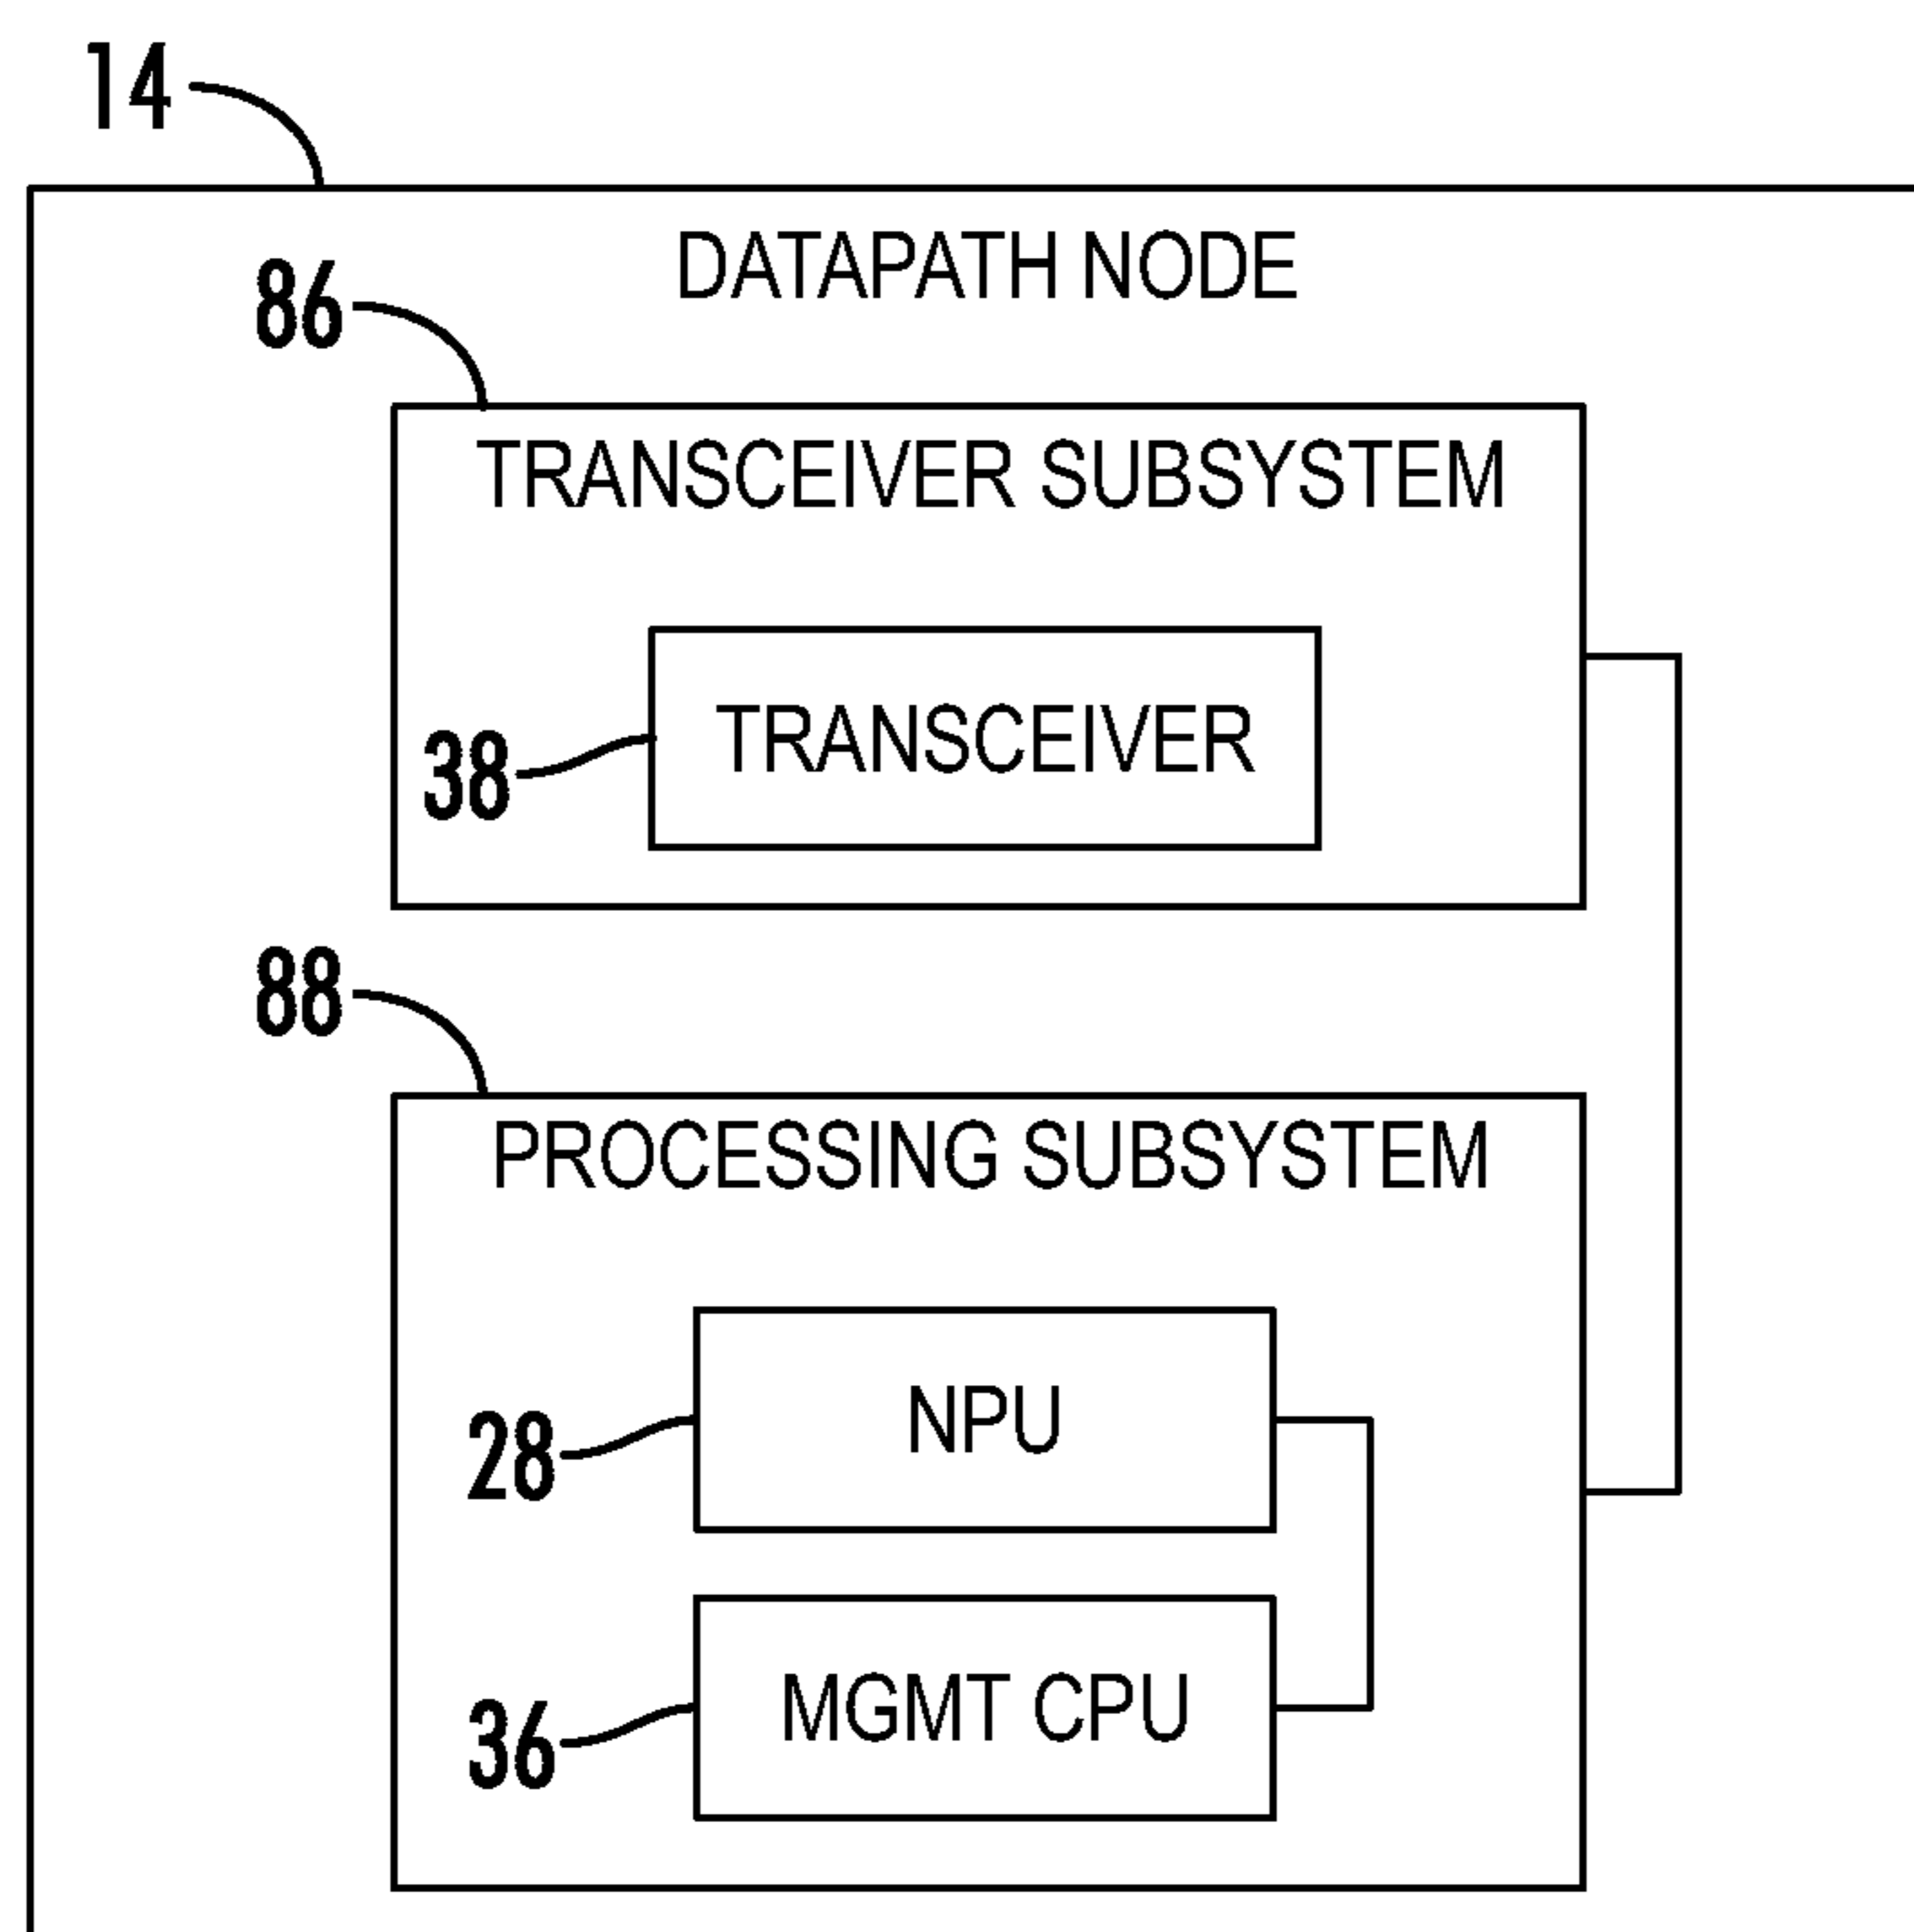 14
DATAPATH NODE
86
TRANSCEIVER SUBSYSTEM
TRANSCEIVER
38
88
PROCESSING SUBSYSTEM
NPU
28
MGMT CPU
36